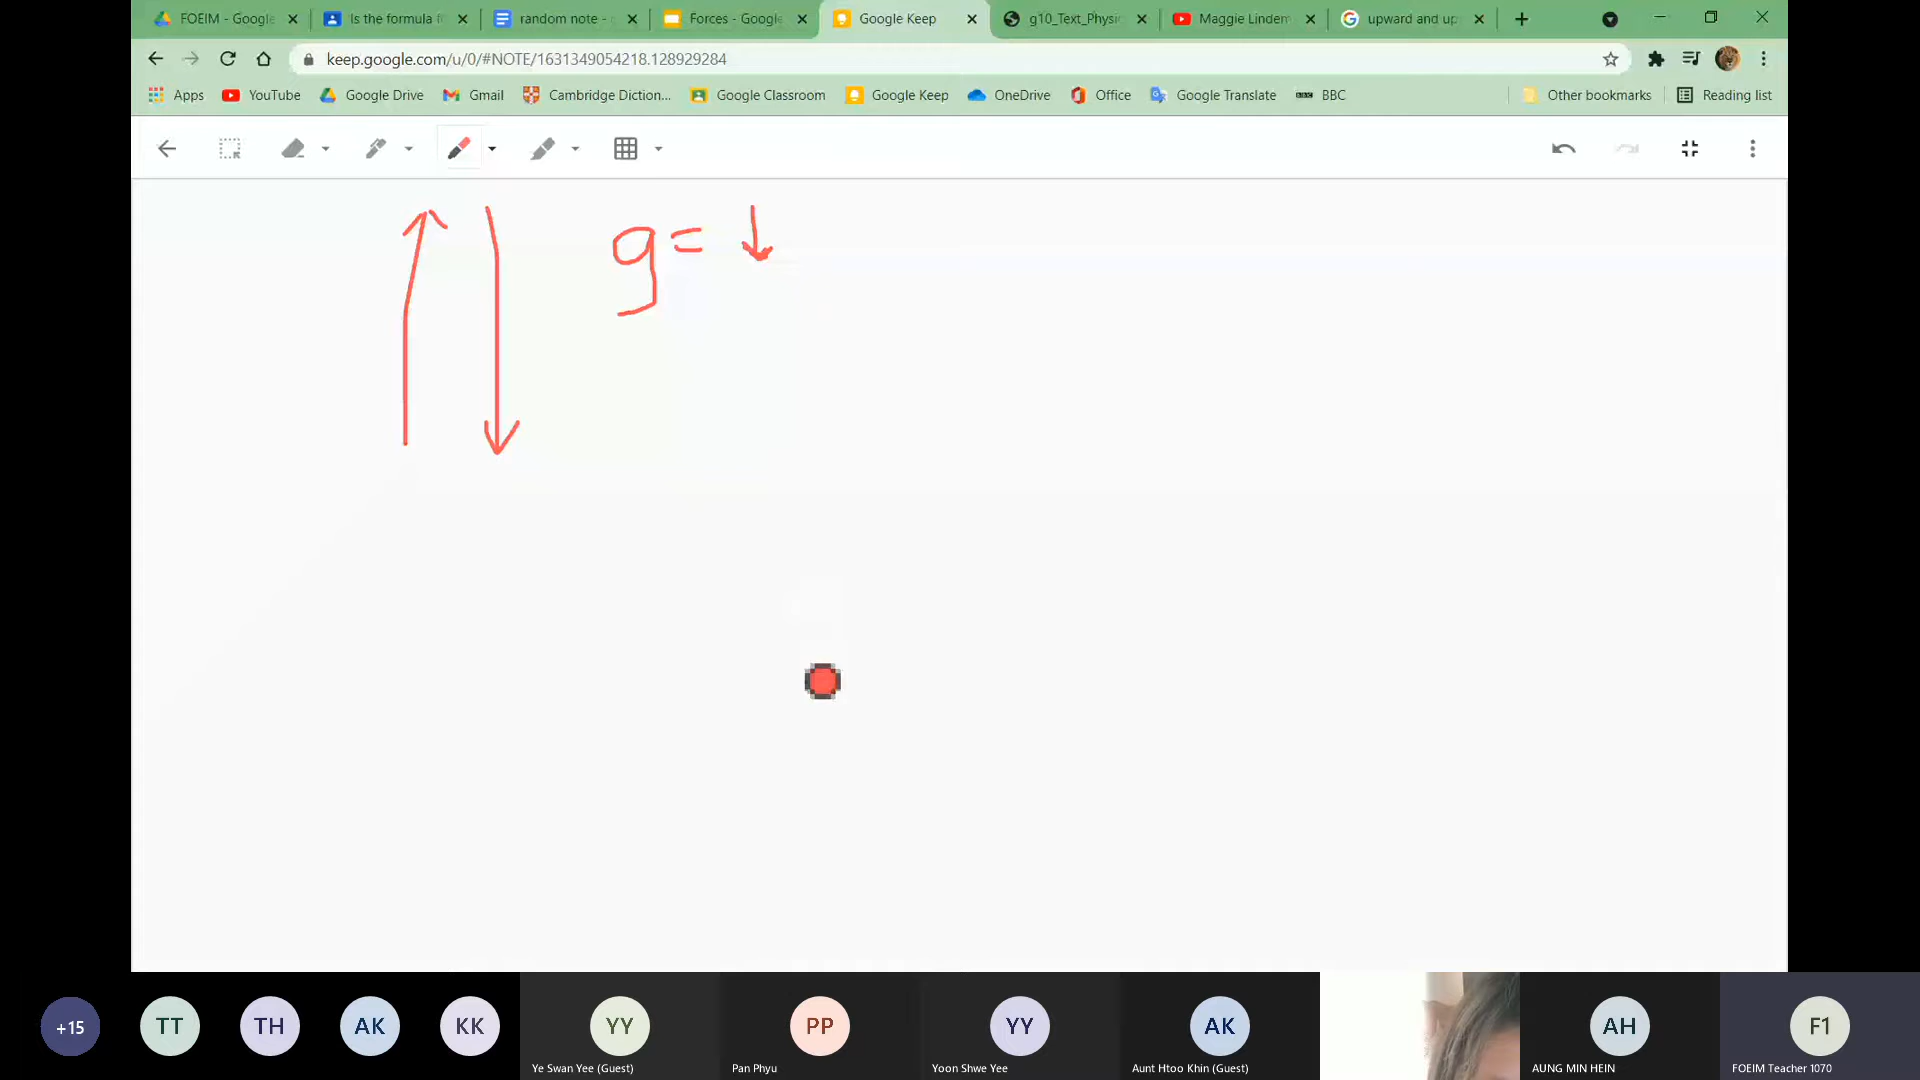 FOEIM - Google
Is the formula f
random note -
Forces - Google
Google Keep
g10_Text_Physi
Maggie Lindem
upward and up
keep.google.com/u/0/#NOTE/1631349054218.128929284
Apps
YouTube
Google Drive
Gmail
Cambridge Diction...
Google Classroom
Google Keep
OneDrive
Office
Google Translate
BBC
Other bookmarks
Reading list
g= ↓
+15
TT
TH
AK
KK
YY
PP
YY
AK
AH
F1
Ye Swan Yee (Guest)
Pan Phyu
Yoon Shwe Yee
Aunt Htoo Khin (Guest)
AUNG MIN HEIN
FOEIM Teacher 1070